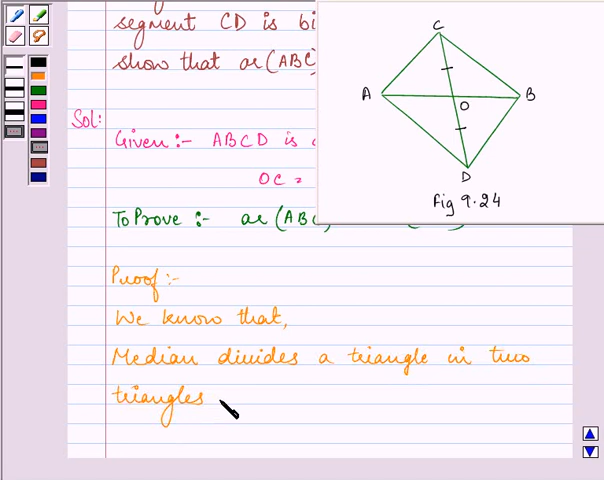 segment CD is bi
show that ar(ABC)
Sol:
Given :- ABCD is a
OC =
To Prove :- ar(ABC)
Proof :-
We know that,
Median divides a triangle in two
triangles
C
A
O
B
D
Fig 9.24